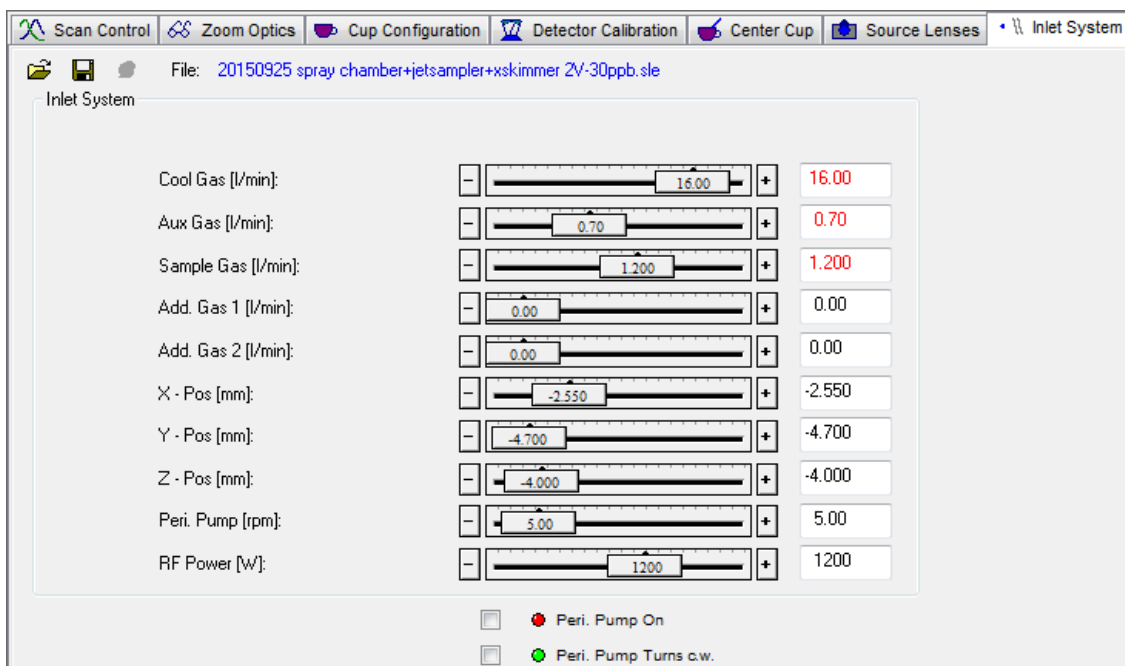 Scan Control Zoom Optics Cup Configuration Detector Calibration Center Cup Source Lenses Inlet System
File: 20150925 spray chamber+jetsampler+xskimmer 2V-30ppb.sle
Inlet System
Cool Gas [l/min]: - 16.00 + 16.00
Aux Gas [l/min]: - 0.70 + 0.70
Sample Gas [l/min]: - 1.200 + 1.200
Add. Gas 1 [l/min]: - 0.00 + 0.00
Add. Gas 2 [l/min]: - 0.00 + 0.00
X - Pos [mm]: - -2.550 + -2.550
Y - Pos [mm]: - -4.700 + -4.700
Z - Pos [mm]: - -4.000 + -4.000
Peri. Pump [rpm]: - 5.00 + 5.00
RF Power [W]: - 1200 + 1200
Peri. Pump On
Peri. Pump Turns c.w.